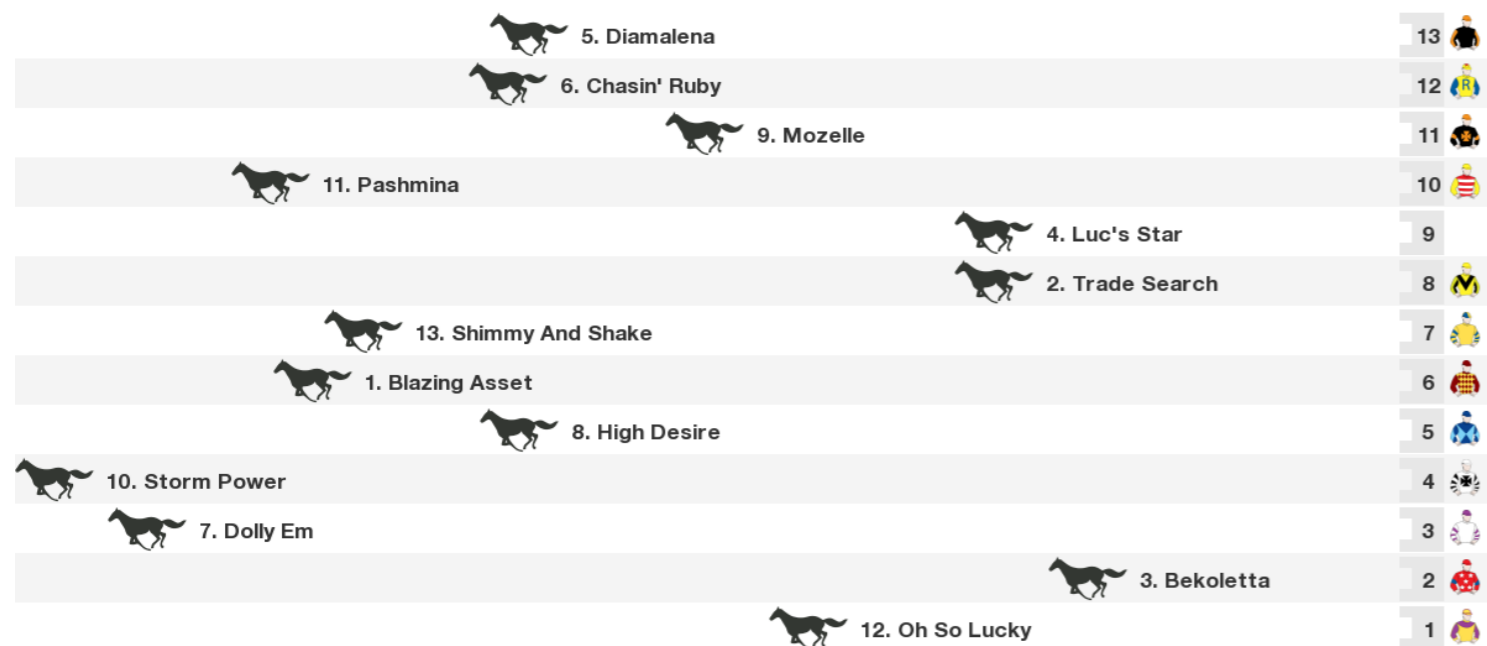 5. Diamalena 13
6. Chasin' Ruby 12 R
9. Mozelle 11
11. Pashmina 10
4. Luc's Star 9
2. Trade Search 8
13. Shimmy And Shake 7
1. Blazing Asset 6
8. High Desire 5
10. Storm Power 4
7. Dolly Em 3
3. Bekoletta 2
12. Oh So Lucky 1